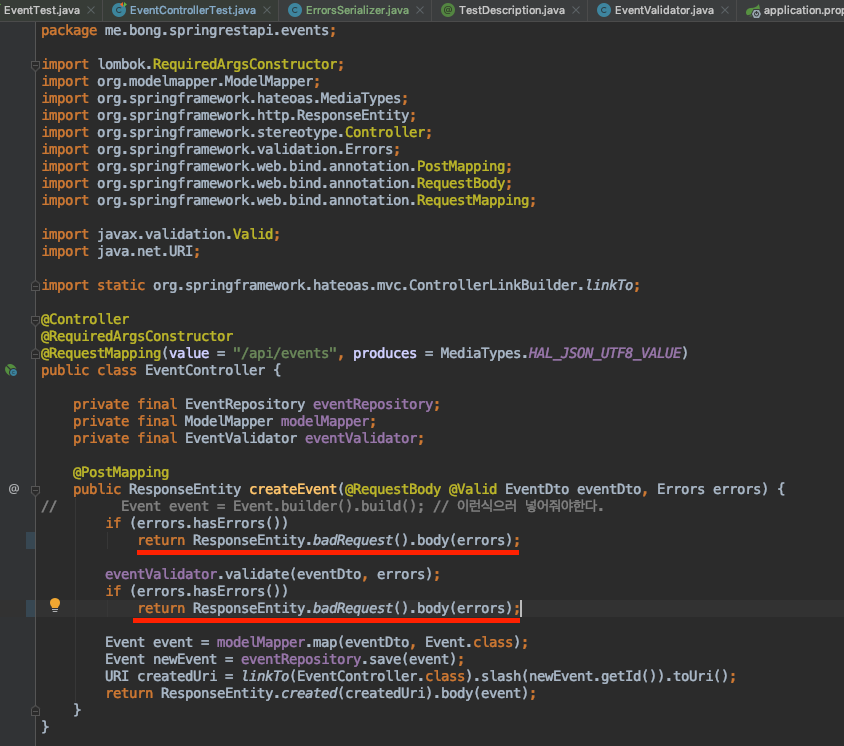 EventTest.java × EventControllerTest.java × ErrorsSerializer.java × TestDescription.java × EventValidator.java × application.prop
package me.bong.springrestapi.events;
import lombok.RequiredArgsConstructor;
import org.modelmapper.ModelMapper;
import org.springframework.hateoas.MediaTypes;
import org.springframework.http.ResponseEntity;
import org.springframework.stereotype.Controller;
import org.springframework.validation.Errors;
import org.springframework.web.bind.annotation.PostMapping;
import org.springframework.web.bind.annotation.RequestBody;
import org.springframework.web.bind.annotation.RequestMapping;
import javax.validation.Valid;
import java.net.URI;
import static org.springframework.hateoas.mvc.ControllerLinkBuilder.linkTo;
@Controller
@RequiredArgsConstructor
@RequestMapping(value = "/api/events", produces = MediaTypes.HAL_JSON_UTF8_VALUE)
public class EventController {
private final EventRepository eventRepository;
private final ModelMapper modelMapper;
private final EventValidator eventValidator;
@PostMapping
public ResponseEntity createEvent(@RequestBody @Valid EventDto eventDto, Errors errors) {
// Event event = Event.builder().build(); // 이런식으러 넣어줘야한다.
if (errors.hasErrors())
return ResponseEntity.badRequest().body(errors);
eventValidator.validate(eventDto, errors);
if (errors.hasErrors())
return ResponseEntity.badRequest().body(errors);
Event event = modelMapper.map(eventDto, Event.class);
Event newEvent = eventRepository.save(event);
URI createdUri = linkTo(EventController.class).slash(newEvent.getId()).toUri();
return ResponseEntity.created(createdUri).body(event);
}
}